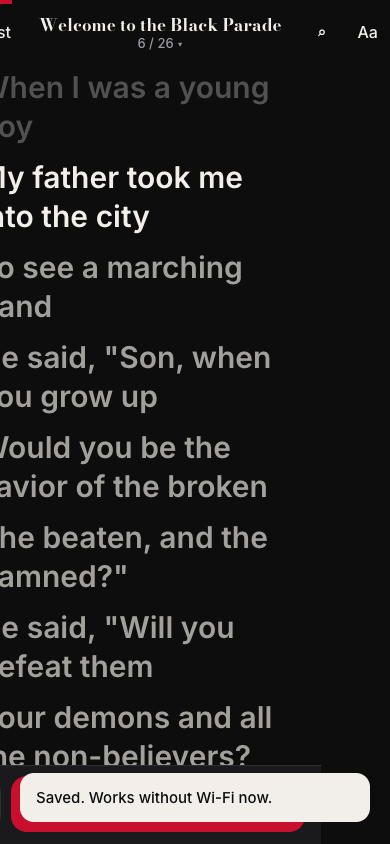 st
Welcome to the Black Parade
6 / 26 ▾
⌕
Aa
When I was a young
oy
My father took me
nto the city
o see a marching
and
e said, "Son, when
ou grow up
Would you be the
avior of the broken
he beaten, and the
amned?"
e said, "Will you
efeat them
our demons and all
he non-believers?
Saved. Works without Wi-Fi now.